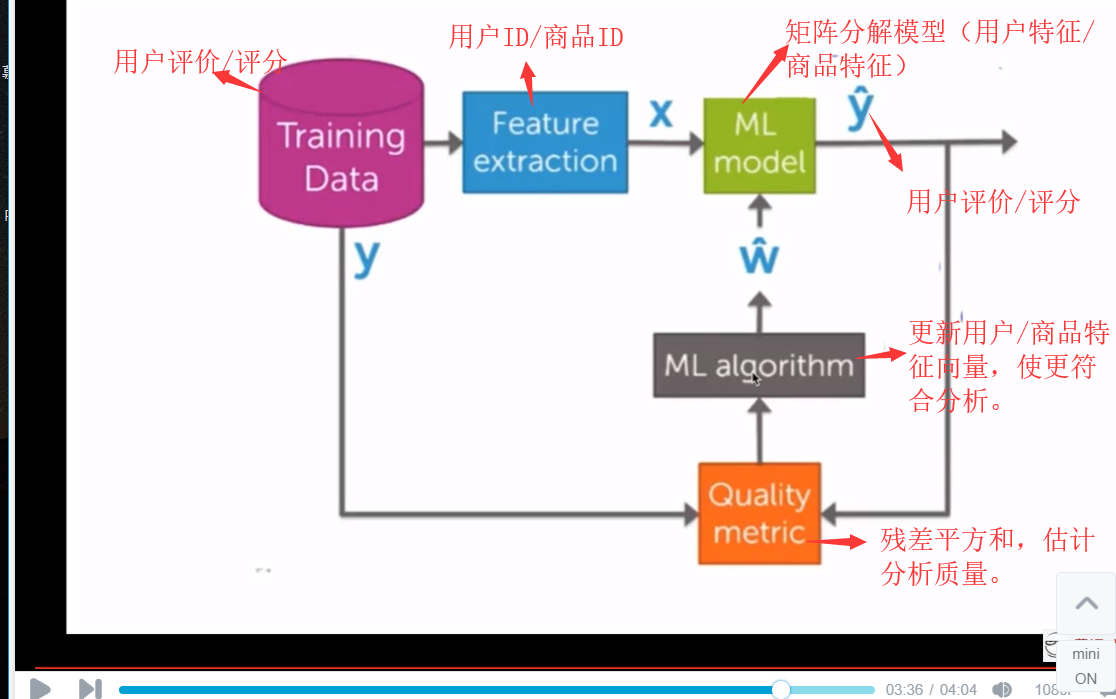 用户评价/评分
用户ID/商品ID
矩阵分解模型（用户特征/
商品特征）
Training
Data
Feature
extraction
x
ML
model
ŷ
用户评价/评分
y
ŵ
ML algorithm
更新用户/商品特
征向量，使更符
合分析。
Quality
metric
残差平方和，估计
分析质量。
mini
ON
03:36 / 04:04